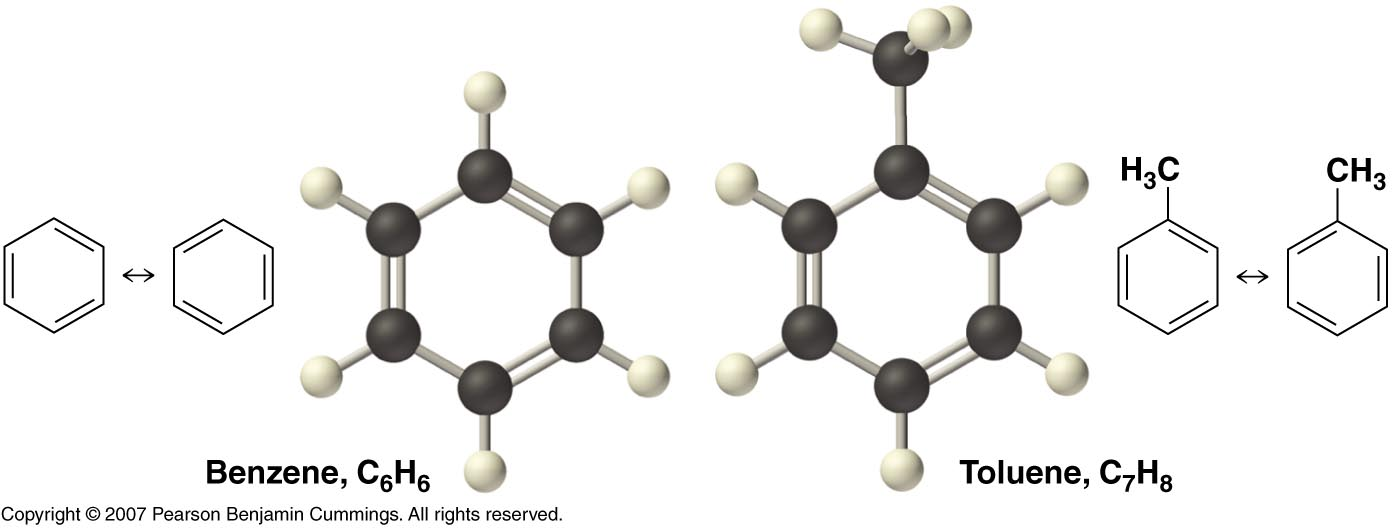 H₃C
CH₃
Benzene, C₆H₆
Toluene, C₇H₈
Copyright © 2007 Pearson Benjamin Cummings. All rights reserved.